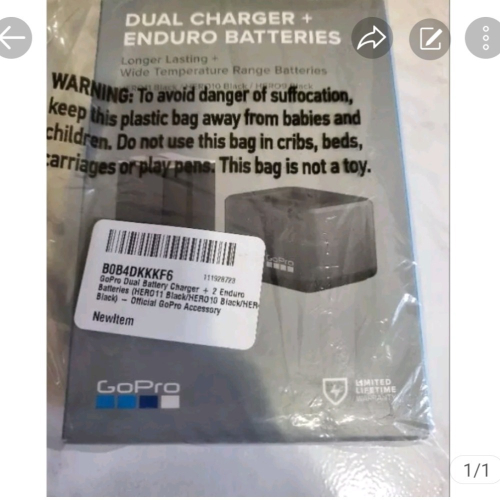 DUAL CHARGER +
ENDURO BATTERIES
Longer Lasting +
Wide Temperature Range Batteries
WARNING: To avoid danger of suffocation,
keep this plastic bag away from babies and
children. Do not use this bag in cribs, beds,
carriages or play pens. This bag is not a toy.
GoPro
B0B4DKKKF6
GoPro Dual Battery Charger + 2 Enduro
Batteries (HERO11 Black/HERO10 Black/HER
Black) – Official GoPro Accessory
NewItem
GoPro
LIMITED
LIFETIME
WARRANTY
1/1